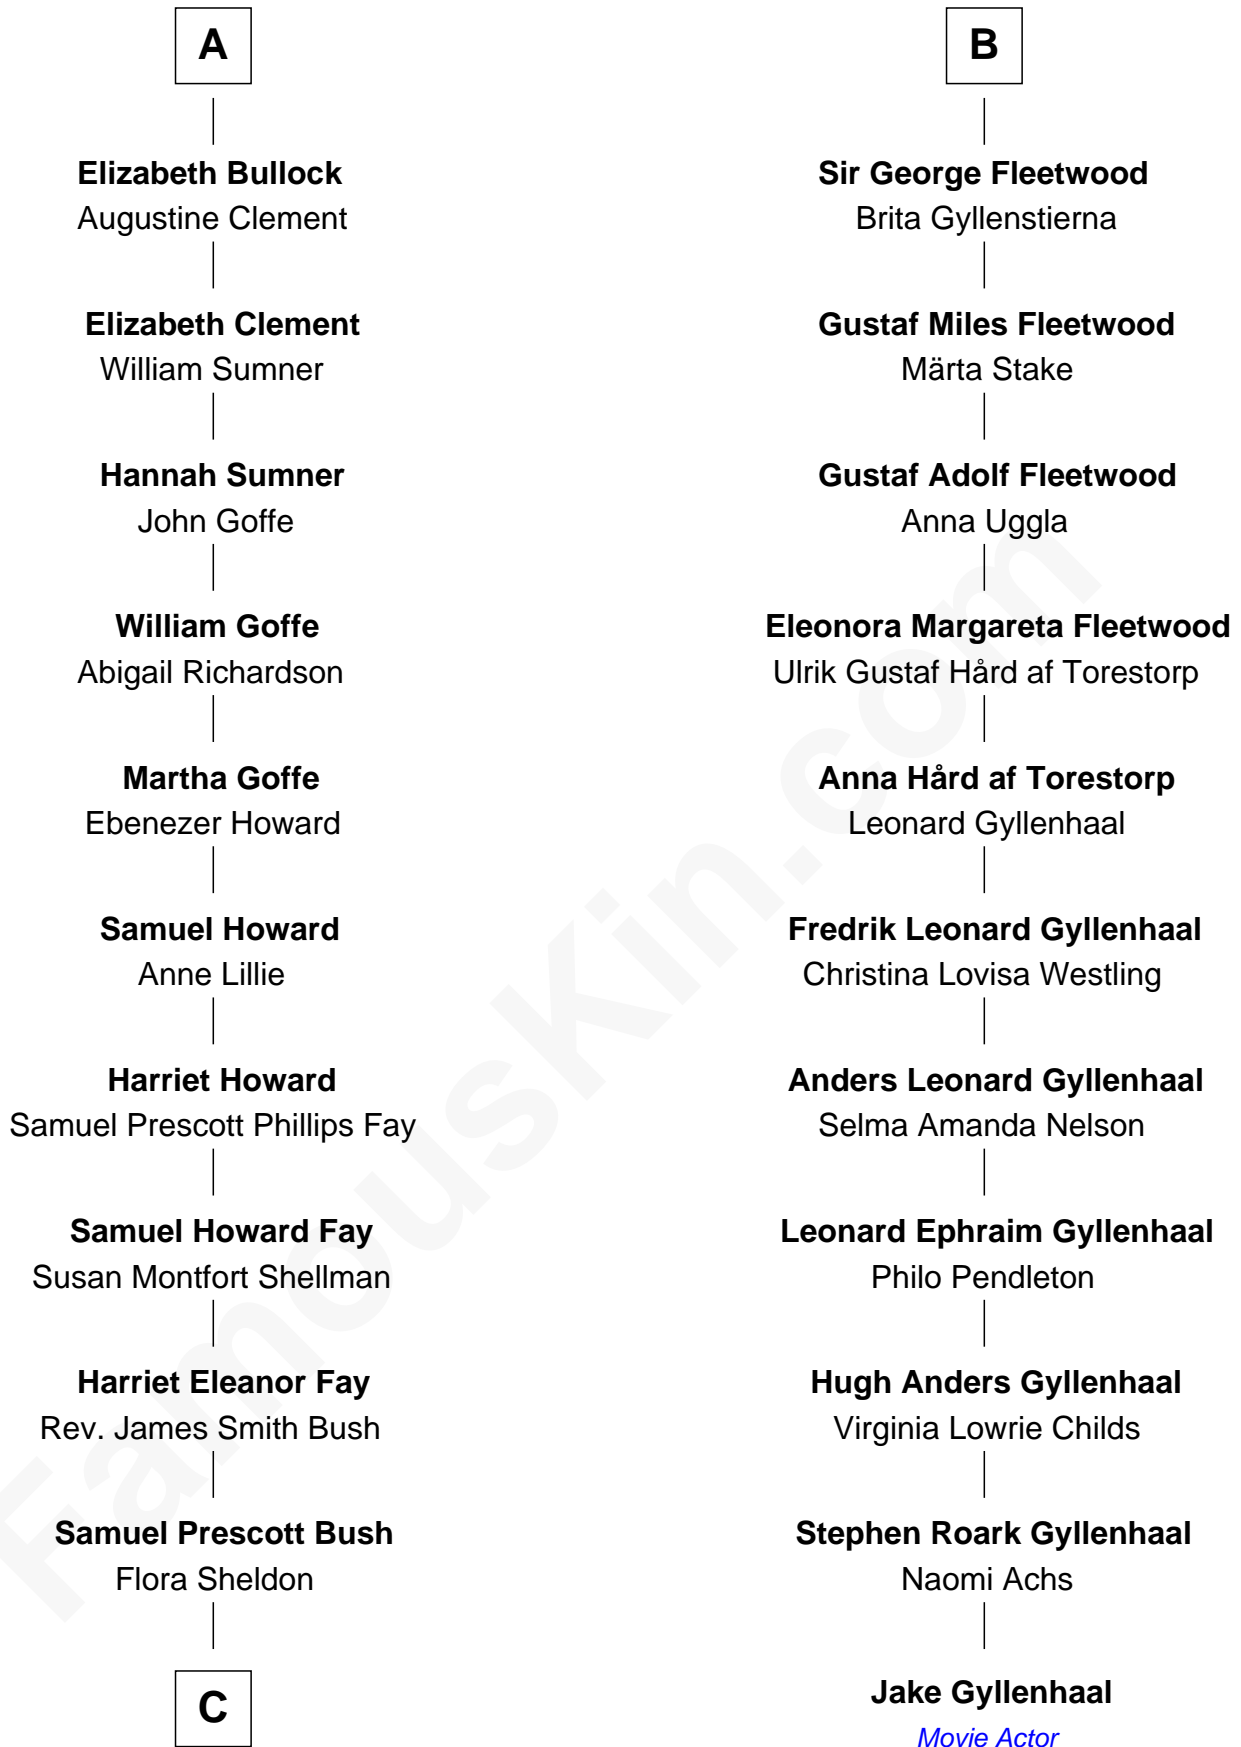 A
Elizabeth Bullock
Augustine Clement
Elizabeth Clement
William Sumner
Hannah Sumner
John Goffe
William Goffe
Abigail Richardson
Martha Goffe
Ebenezer Howard
Samuel Howard
Anne Lillie
Harriet Howard
Samuel Prescott Phillips Fay
Samuel Howard Fay
Susan Montfort Shellman
Harriet Eleanor Fay
Rev. James Smith Bush
Samuel Prescott Bush
Flora Sheldon
C
B
Sir George Fleetwood
Brita Gyllenstierna
Gustaf Miles Fleetwood
Märta Stake
Gustaf Adolf Fleetwood
Anna Uggla
Eleonora Margareta Fleetwood
Ulrik Gustaf Hård af Torestorp
Anna Hård af Torestorp
Leonard Gyllenhaal
Fredrik Leonard Gyllenhaal
Christina Lovisa Westling
Anders Leonard Gyllenhaal
Selma Amanda Nelson
Leonard Ephraim Gyllenhaal
Philo Pendleton
Hugh Anders Gyllenhaal
Virginia Lowrie Childs
Stephen Roark Gyllenhaal
Naomi Achs
Jake Gyllenhaal
Movie Actor
FamousKin.com